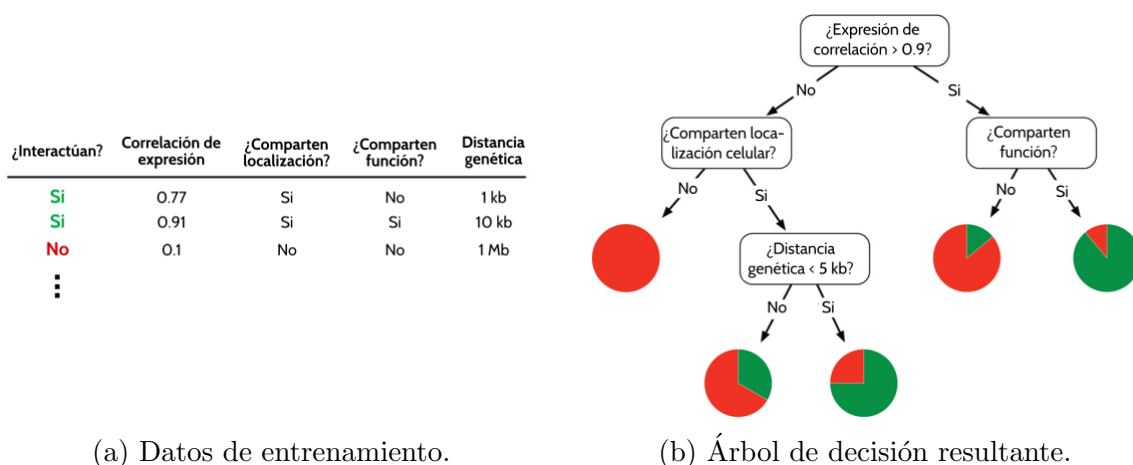 ¿Interactúan?
Correlación de
expresión
¿Comparten
localización?
¿Comparten
función?
Distancia
genética
Si
0.77
Si
No
1 kb
Si
0.91
Si
Si
10 kb
No
0.1
No
No
1 Mb
(a) Datos de entrenamiento.
¿Expresión de
correlación > 0.9?
No
Si
¿Comparten loca-
lización celular?
¿Comparten
función?
No
Si
No
Si
¿Distancia
genética < 5 kb?
No
Si
(b) Árbol de decisión resultante.